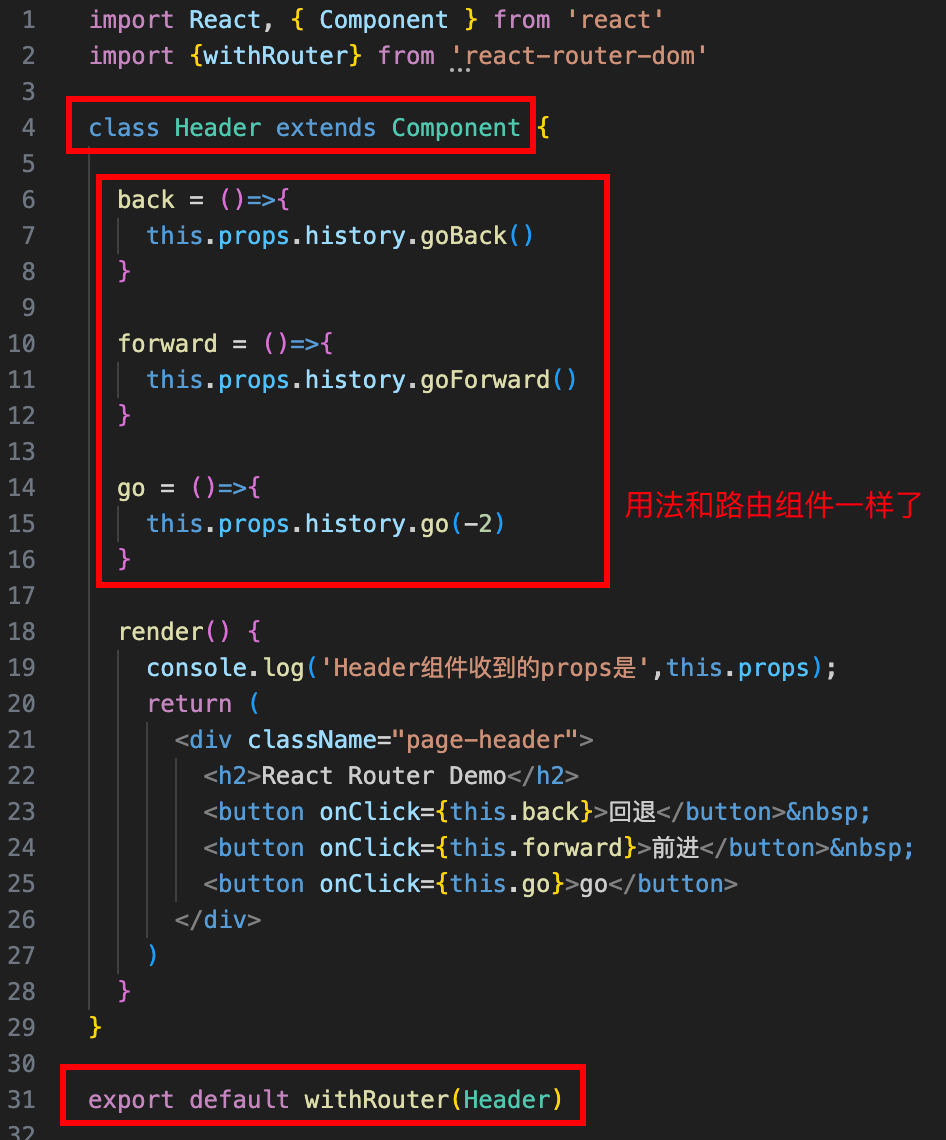 1 import React, { Component } from 'react'
2 import {withRouter} from 'react-router-dom'
3
4 class Header extends Component {
5
6 back = ()=>{
7 this.props.history.goBack()
8 }
9
10 forward = ()=>{
11 this.props.history.goForward()
12 }
13
14 go = ()=>{
用法和路由组件一样了
15 this.props.history.go(-2)
16 }
17
18 render() {
19 console.log('Header组件收到的props是',this.props);
20 return (
21 <div className="page-header">
22 <h2>React Router Demo</h2>
23 <button onClick={this.back}>回退</button>&nbsp;
24 <button onClick={this.forward}>前进</button>&nbsp;
25 <button onClick={this.go}>go</button>
26 </div>
27 )
28 }
29 }
30
31 export default withRouter(Header)
32